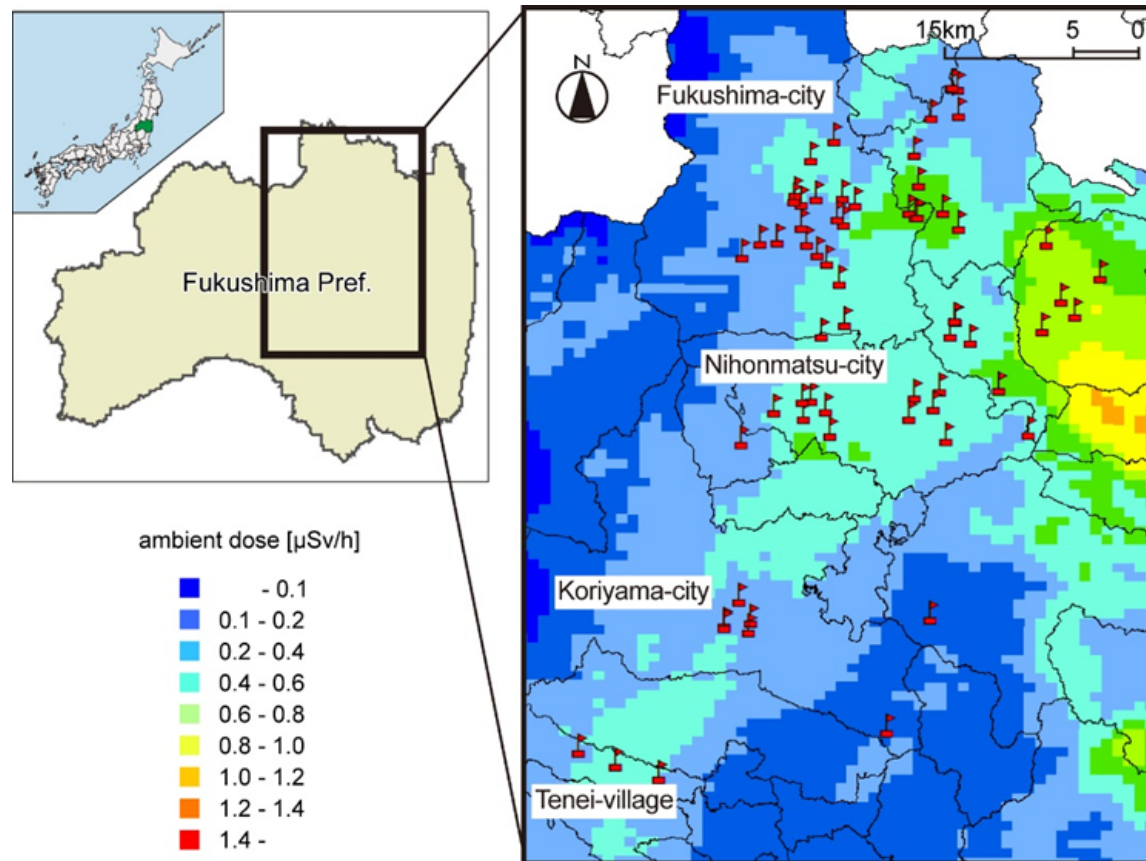 Fukushima Pref.
ambient dose [μSv/h]
- 0.1
0.1 - 0.2
0.2 - 0.4
0.4 - 0.6
0.6 - 0.8
0.8 - 1.0
1.0 - 1.2
1.2 - 1.4
1.4 -
15km 5 0
N
Fukushima-city
Nihonmatsu-city
Koriyama-city
Tenei-village